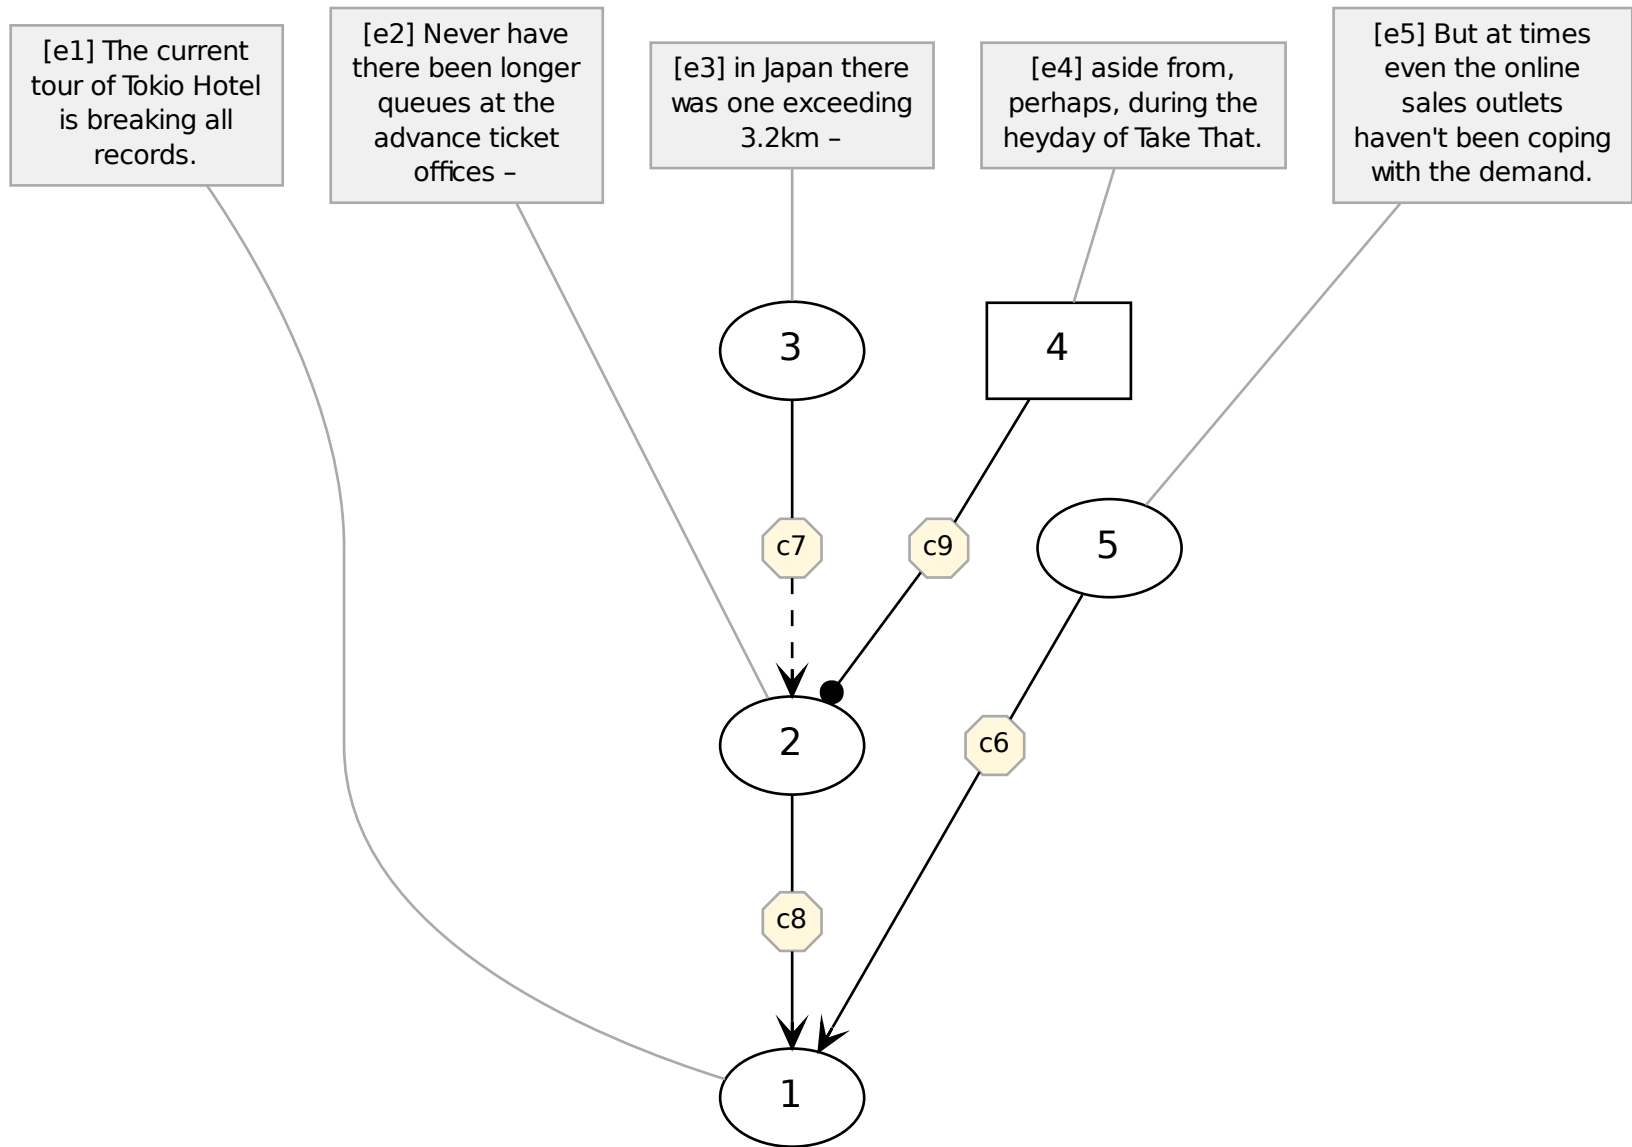 [e1] The current
tour of Tokio Hotel
is breaking all
records.
[e2] Never have
there been longer
queues at the
advance ticket
offices –
[e3] in Japan there
was one exceeding
3.2km –
[e4] aside from,
perhaps, during the
heyday of Take That.
[e5] But at times
even the online
sales outlets
haven't been coping
with the demand.
3
4
c7
c9
5
2
c6
c8
1